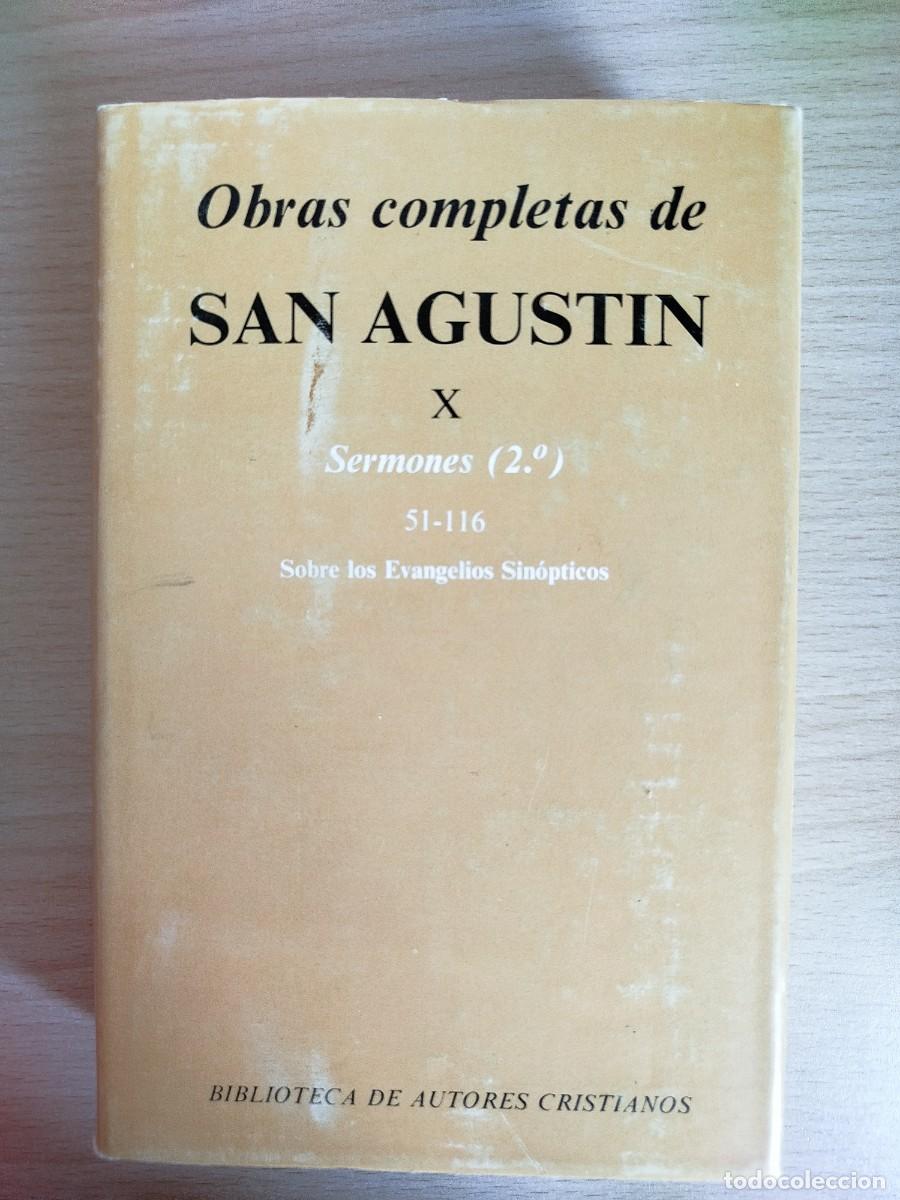 Obras completas de
SAN AGUSTIN
X
Sermones (2.º)
51-116
Sobre los Evangelios Sinópticos
BIBLIOTECA DE AUTORES CRISTIANOS
todocoleccion